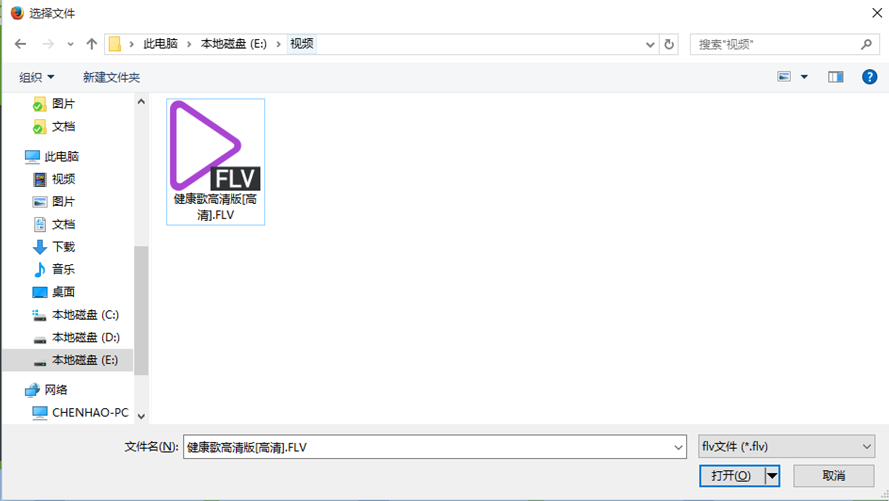 选择文件
此电脑 › 本地磁盘 (E:) › 视频
搜索"视频"
组织
新建文件夹
图片
文档
此电脑
视频
图片
文档
下载
音乐
桌面
本地磁盘 (C:)
本地磁盘 (D:)
本地磁盘 (E:)
网络
CHENHAO-PC
FLV
健康歌高清版[高
清].FLV
文件名(N):
健康歌高清版[高清].FLV
flv文件 (*.flv)
打开(O)
取消